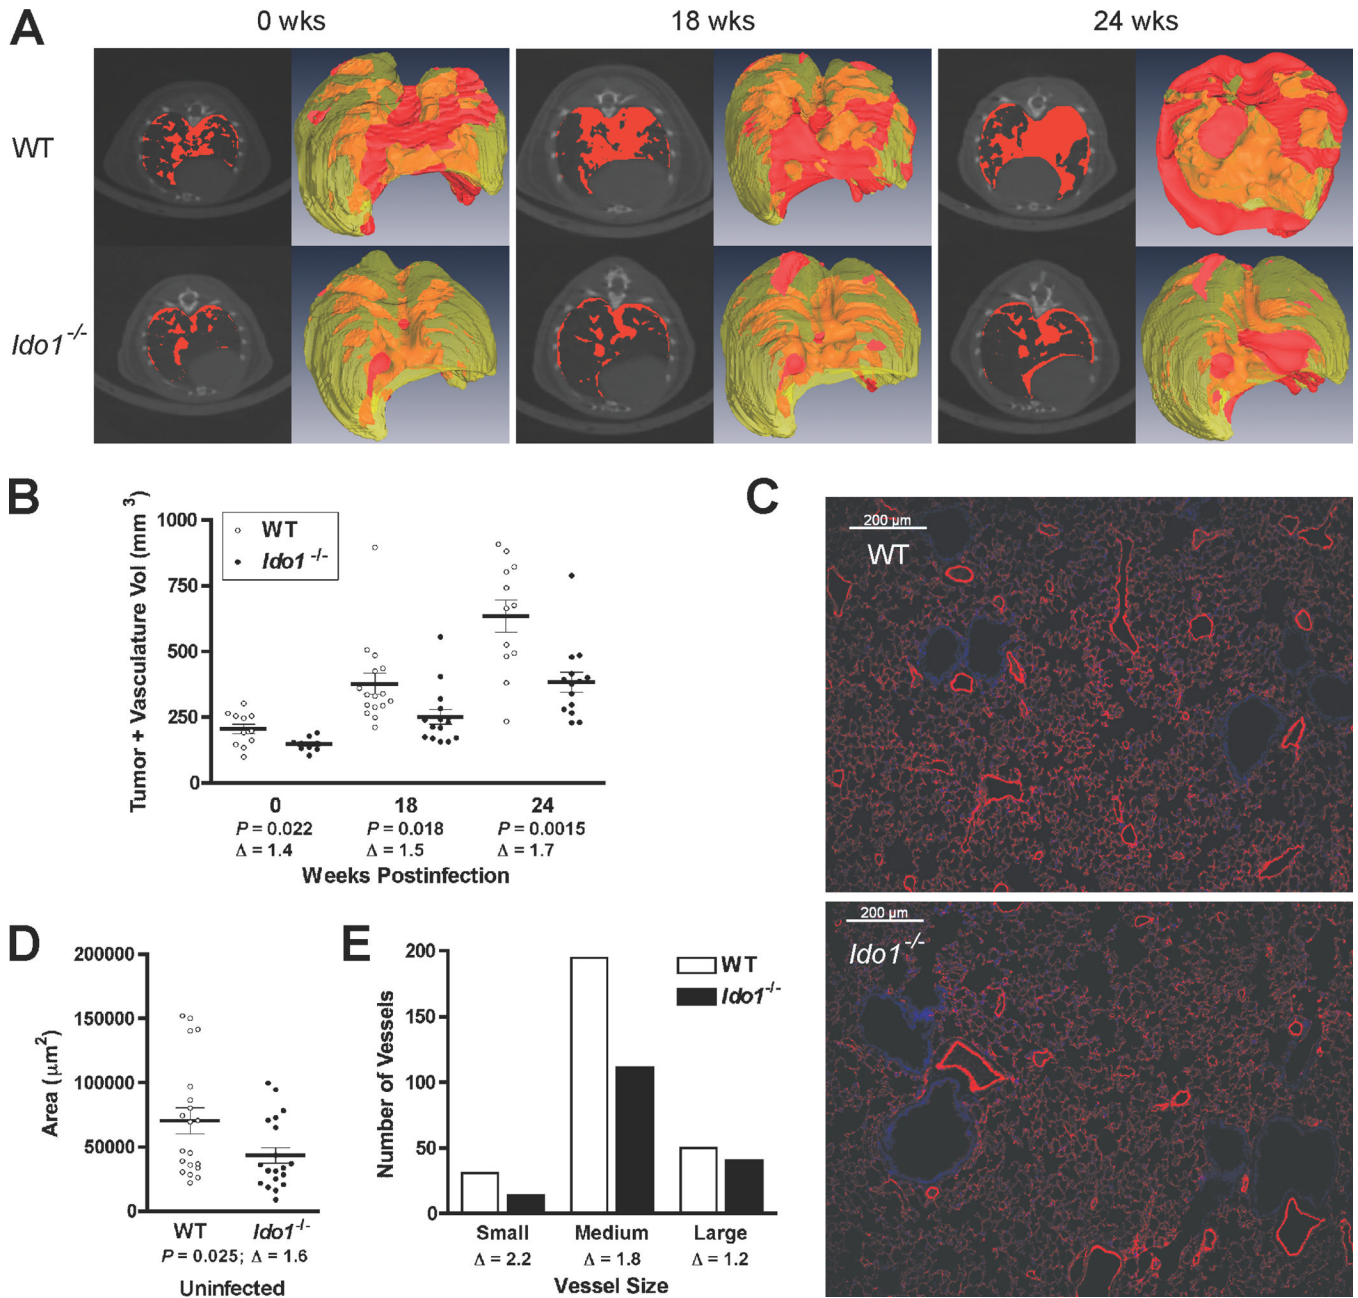 A
0 wks
18 wks
24 wks
WT
Ido1-/-
B
Tumor + Vasculature Vol (mm3)
1000
750
500
250
0
WT
Ido1-/-
0
18
24
P = 0.022
P = 0.018
P = 0.0015
Δ = 1.4
Δ = 1.5
Δ = 1.7
Weeks Postinfection
C
200 µm
WT
200 µm
Ido1-/-
D
Area (µm2)
200000
150000
100000
50000
0
WT
Ido1-/-
P = 0.025; Δ = 1.6
Uninfected
E
Number of Vessels
200
150
100
50
0
WT
Ido1-/-
Small
Medium
Large
Δ = 2.2
Δ = 1.8
Δ = 1.2
Vessel Size